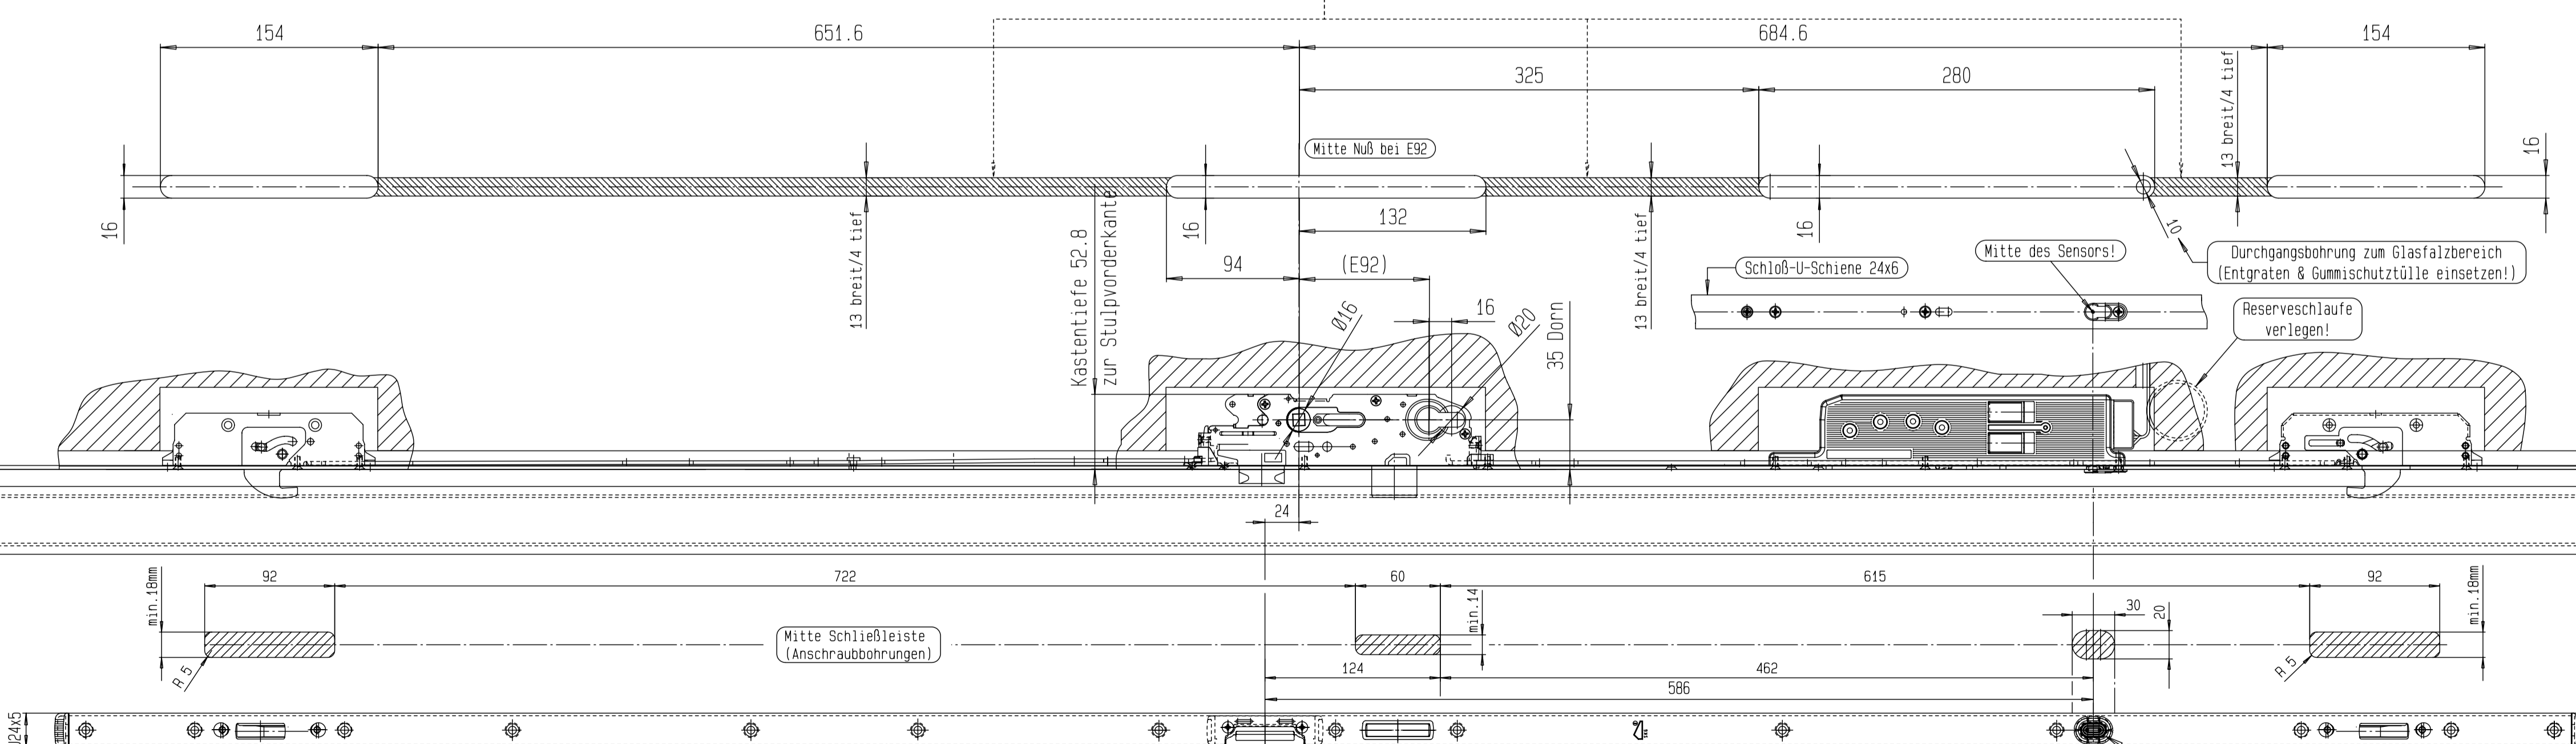 154
651.6
684.6
154
325
280
13 breit/4 tief
16
Mitte Nuß bei E92
16
13 breit/4 tief
16
132
13 breit/4 tief
16
10
94
(E92)
Kastentiefe 52.8
zur Stulpvorderkante
Schloß-U-Schiene 24x6
Mitte des Sensors!
Durchgangsbohrung zum Glasfalzbereich
(Entgraten & Gummischutztülle einsetzen!)
Ø16
16
Ø20
35 Dorn
Reserveschlaufe
verlegen!
24
min.18mm
92
722
60
615
92
min.18mm
min.14
30
20
R 5
Mitte Schließleiste
(Anschraubbohrungen)
R 5
124
462
586
U24x5